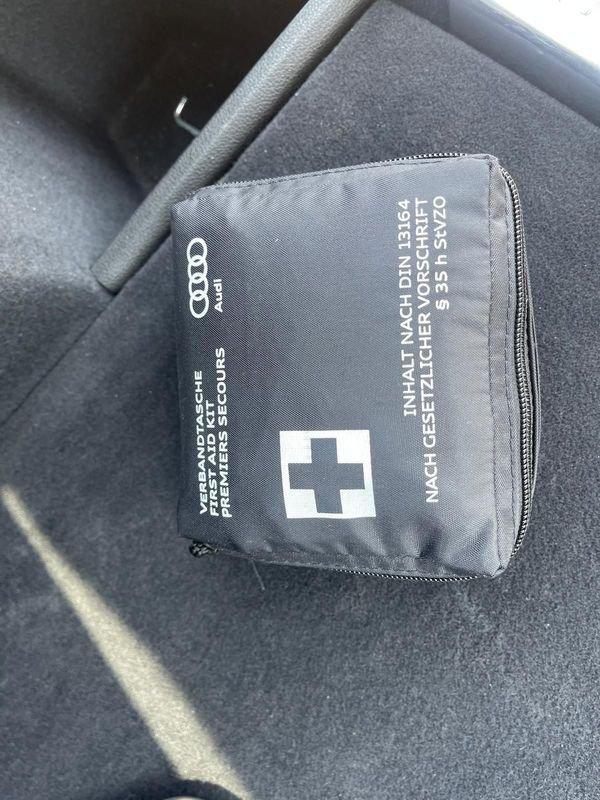 VERBANDTASCHE
FIRST AID KIT
PREMIERS SECOURS
Audi
INHALT NACH DIN 13164
NACH GESETZLICHER VORSCHRIFT
§ 35 h StVZO